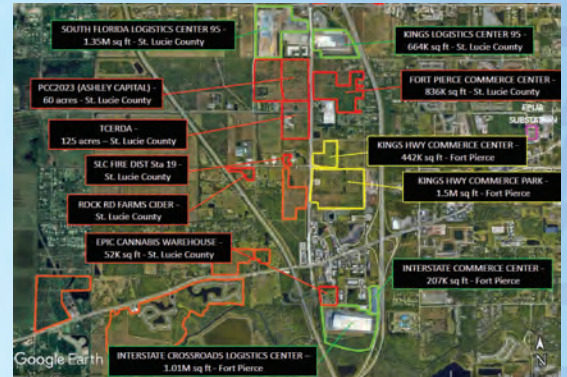 SOUTH FLORIDA LOGISTICS CENTER 95 -
1.35M sq ft - St. Lucie County
KINGS LOGISTICS CENTER 95 -
664K sq ft - St. Lucie County
PCC2023 (ASHLEY CAPITAL) -
60 acres - St. Lucie County
FORT PIERCE COMMERCE CENTER -
836K sq ft - St. Lucie County
TCERDA -
125 acres – St. Lucie County
SUBSTATION
SLC FIRE DIST Sta 19 -
St. Lucie County
KINGS HWY COMMERCE CENTER -
442K sq ft - Fort Pierce
ROCK RD FARMS CIDER -
St. Lucie County
KINGS HWY COMMERCE PARK -
1.5M sq ft - Fort Pierce
EPIC CANNABIS WAREHOUSE -
52K sq ft - St. Lucie County
INTERSTATE COMMERCE CENTER -
207K sq ft - Fort Pierce
INTERSTATE CROSSROADS LOGISTICS CENTER –
1.01M sq ft - Fort Pierce
Google Earth
N